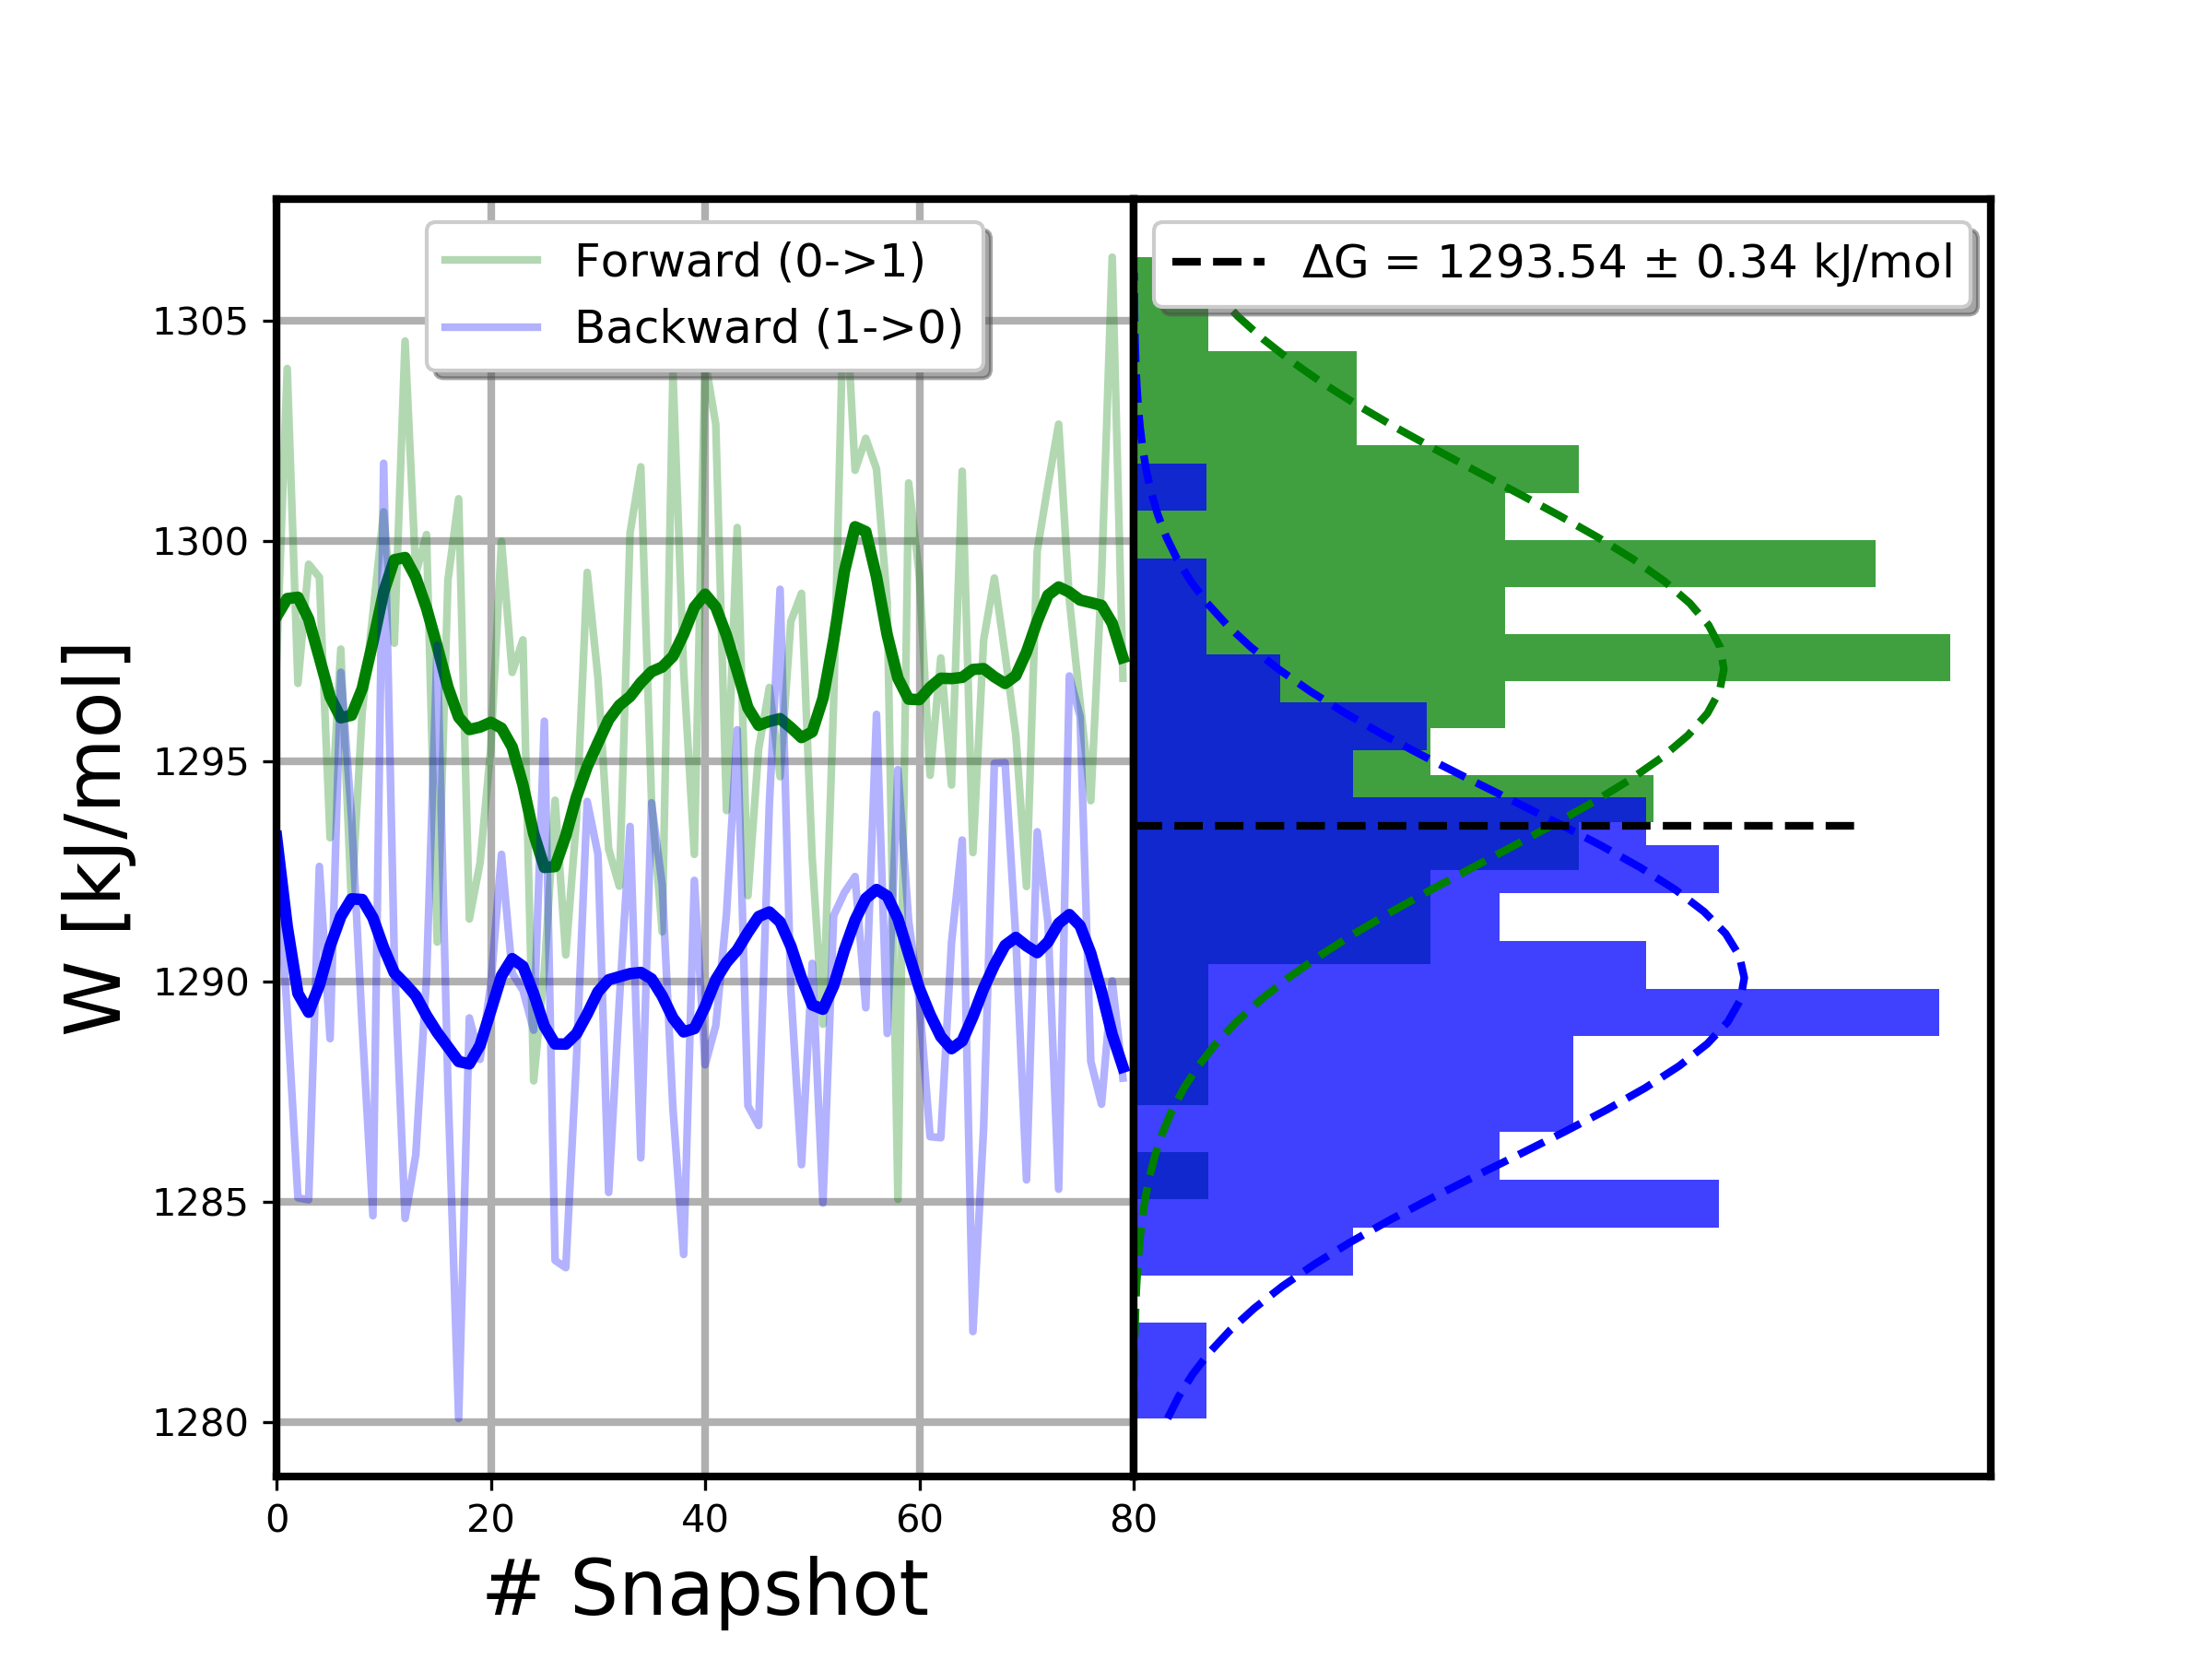 Forward (0->1)
Backward (1->0)
ΔG = 1293.54 ± 0.34 kJ/mol
W [kJ/mol]
1305
1300
1295
1290
1285
1280
0 20 40 60 80
# Snapshot